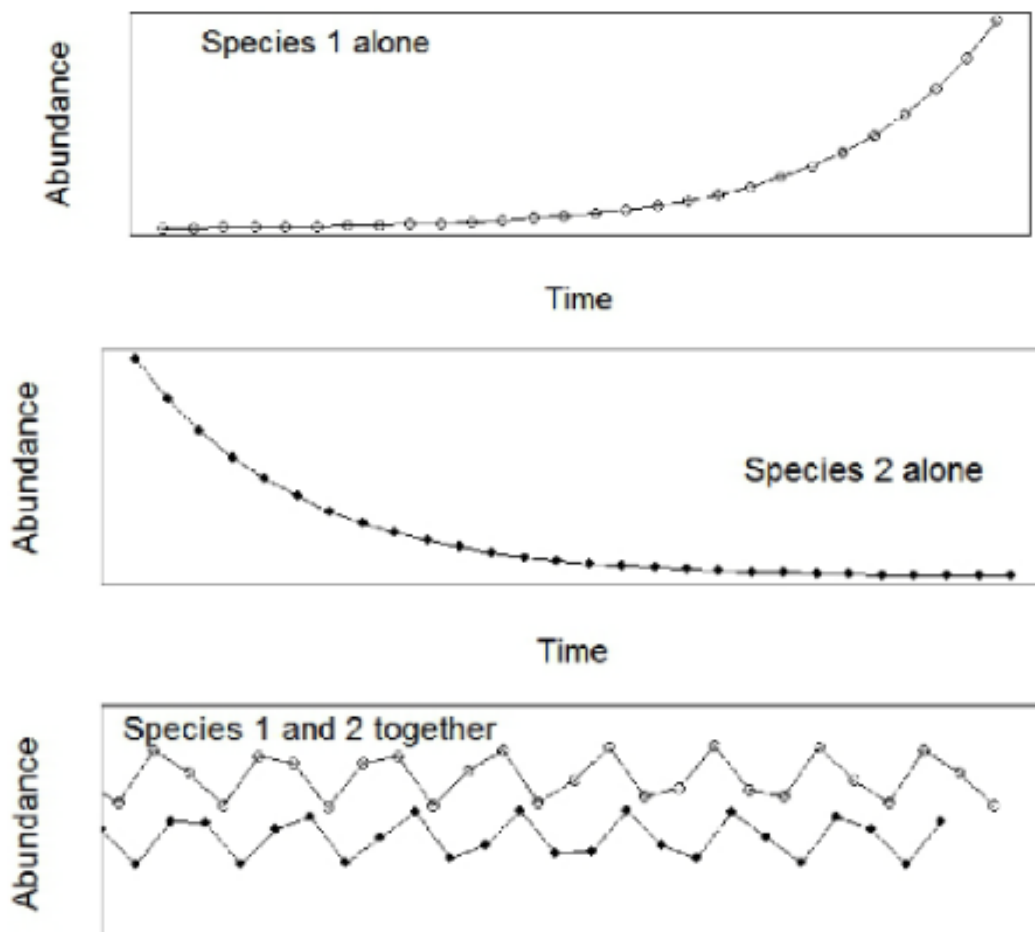 Species 1 alone
Abundance
Time
Species 2 alone
Abundance
Time
Species 1 and 2 together
Abundance